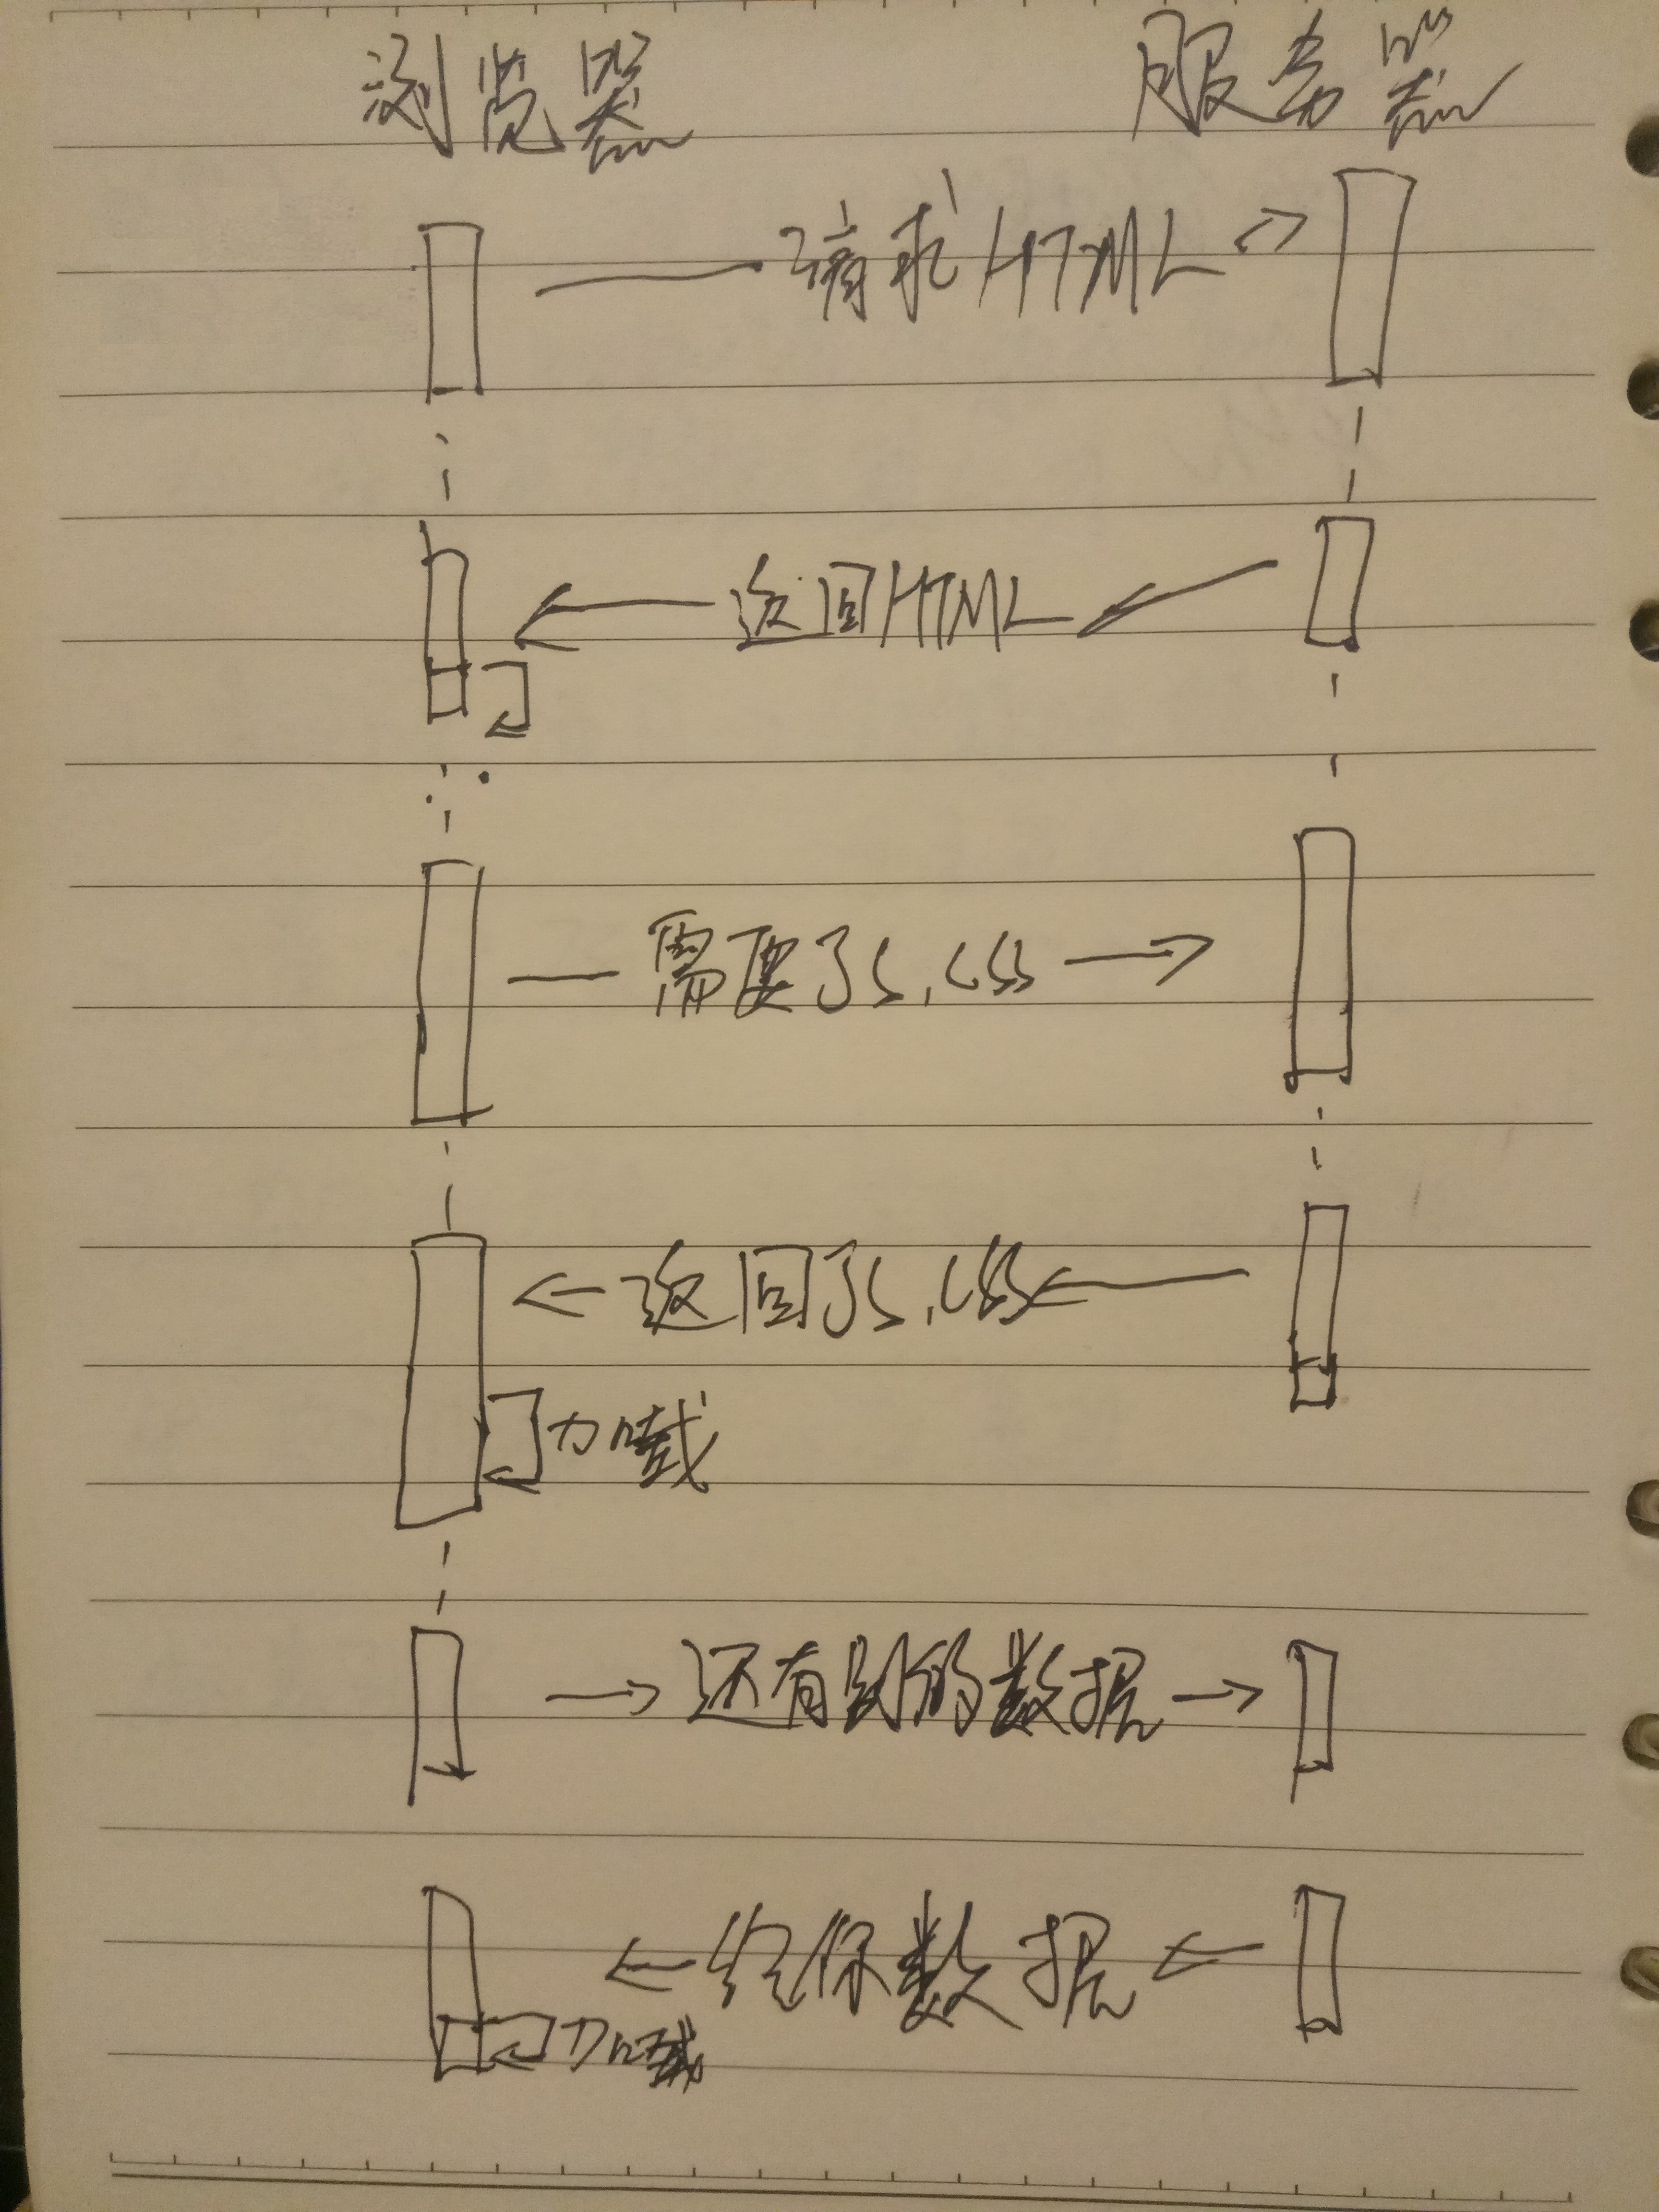 浏览器 服务器
请求HTML
返回HTML
需要JS,CSS
返回JS,CSS
加载
还有别的数据
给你数据
加载